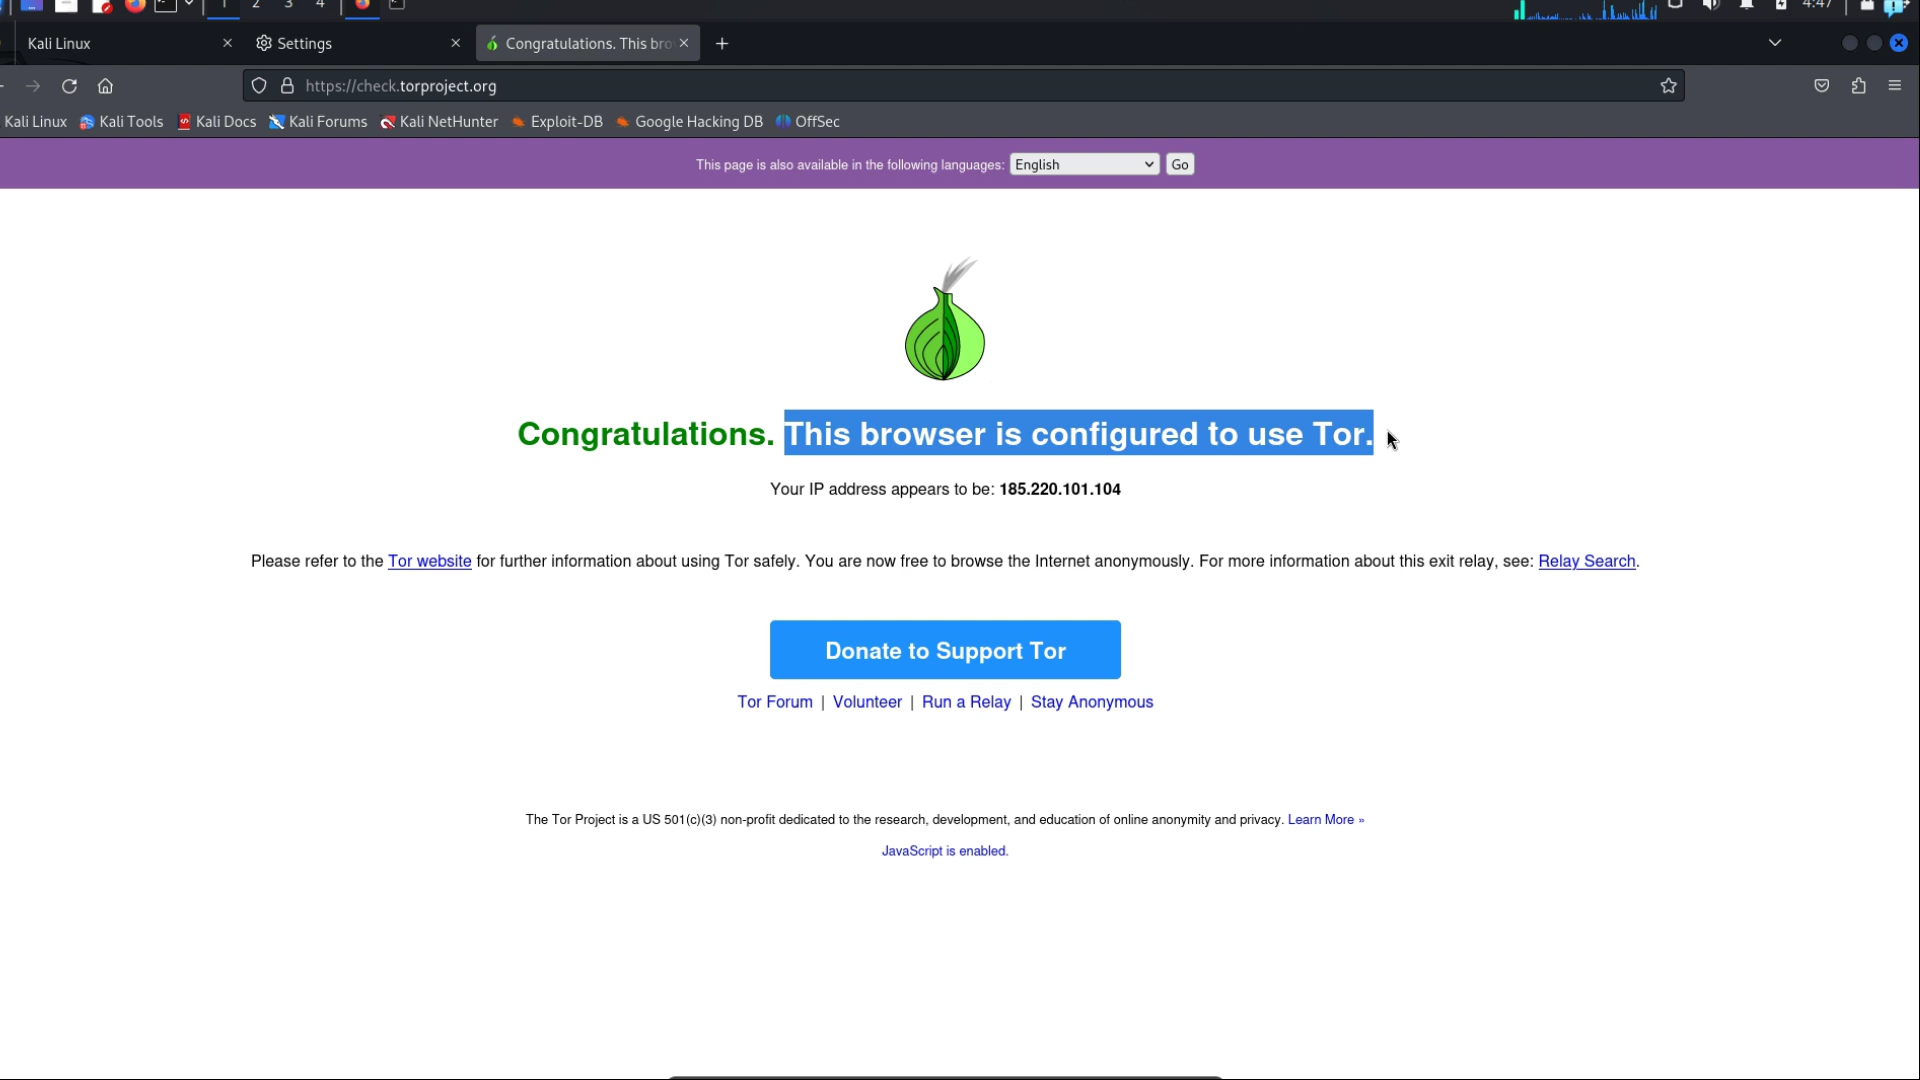 1 2 3 4 4:47
Kali Linux Settings Congratulations. This bro
https://check.torproject.org
Kali Linux Kali Tools Kali Docs Kali Forums Kali NetHunter Exploit-DB Google Hacking DB OffSec
This page is also available in the following languages: English Go
Congratulations. This browser is configured to use Tor.
Your IP address appears to be: 185.220.101.104
Please refer to the Tor website for further information about using Tor safely. You are now free to browse the Internet anonymously. For more information about this exit relay, see: Relay Search.
Donate to Support Tor
Tor Forum | Volunteer | Run a Relay | Stay Anonymous
The Tor Project is a US 501(c)(3) non-profit dedicated to the research, development, and education of online anonymity and privacy. Learn More »
JavaScript is enabled.